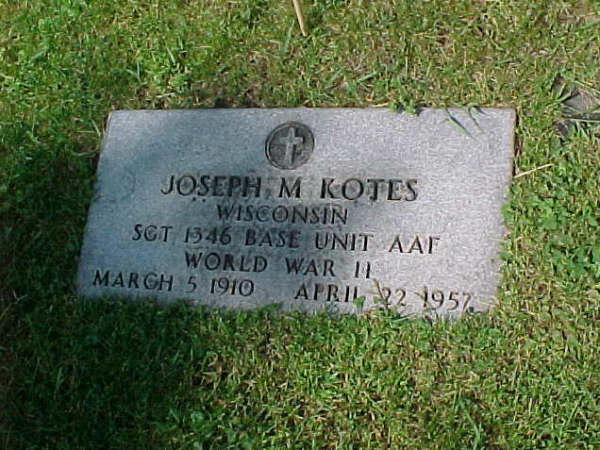 JOSEPH M KOTES
WISCONSIN
SGT 1346 BASE UNIT AAF
WORLD WAR II
MARCH 5 1910 APRIL 22 1957